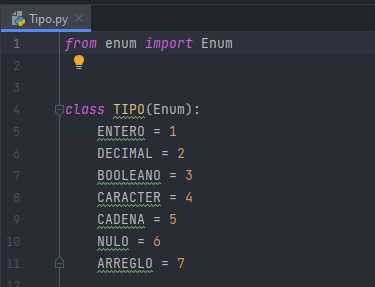 Tipo.py
1 from enum import Enum
2
3
4 class TIPO(Enum):
5 ENTERO = 1
6 DECIMAL = 2
7 BOOLEANO = 3
8 CARACTER = 4
9 CADENA = 5
10 NULO = 6
11 ARREGLO = 7
12